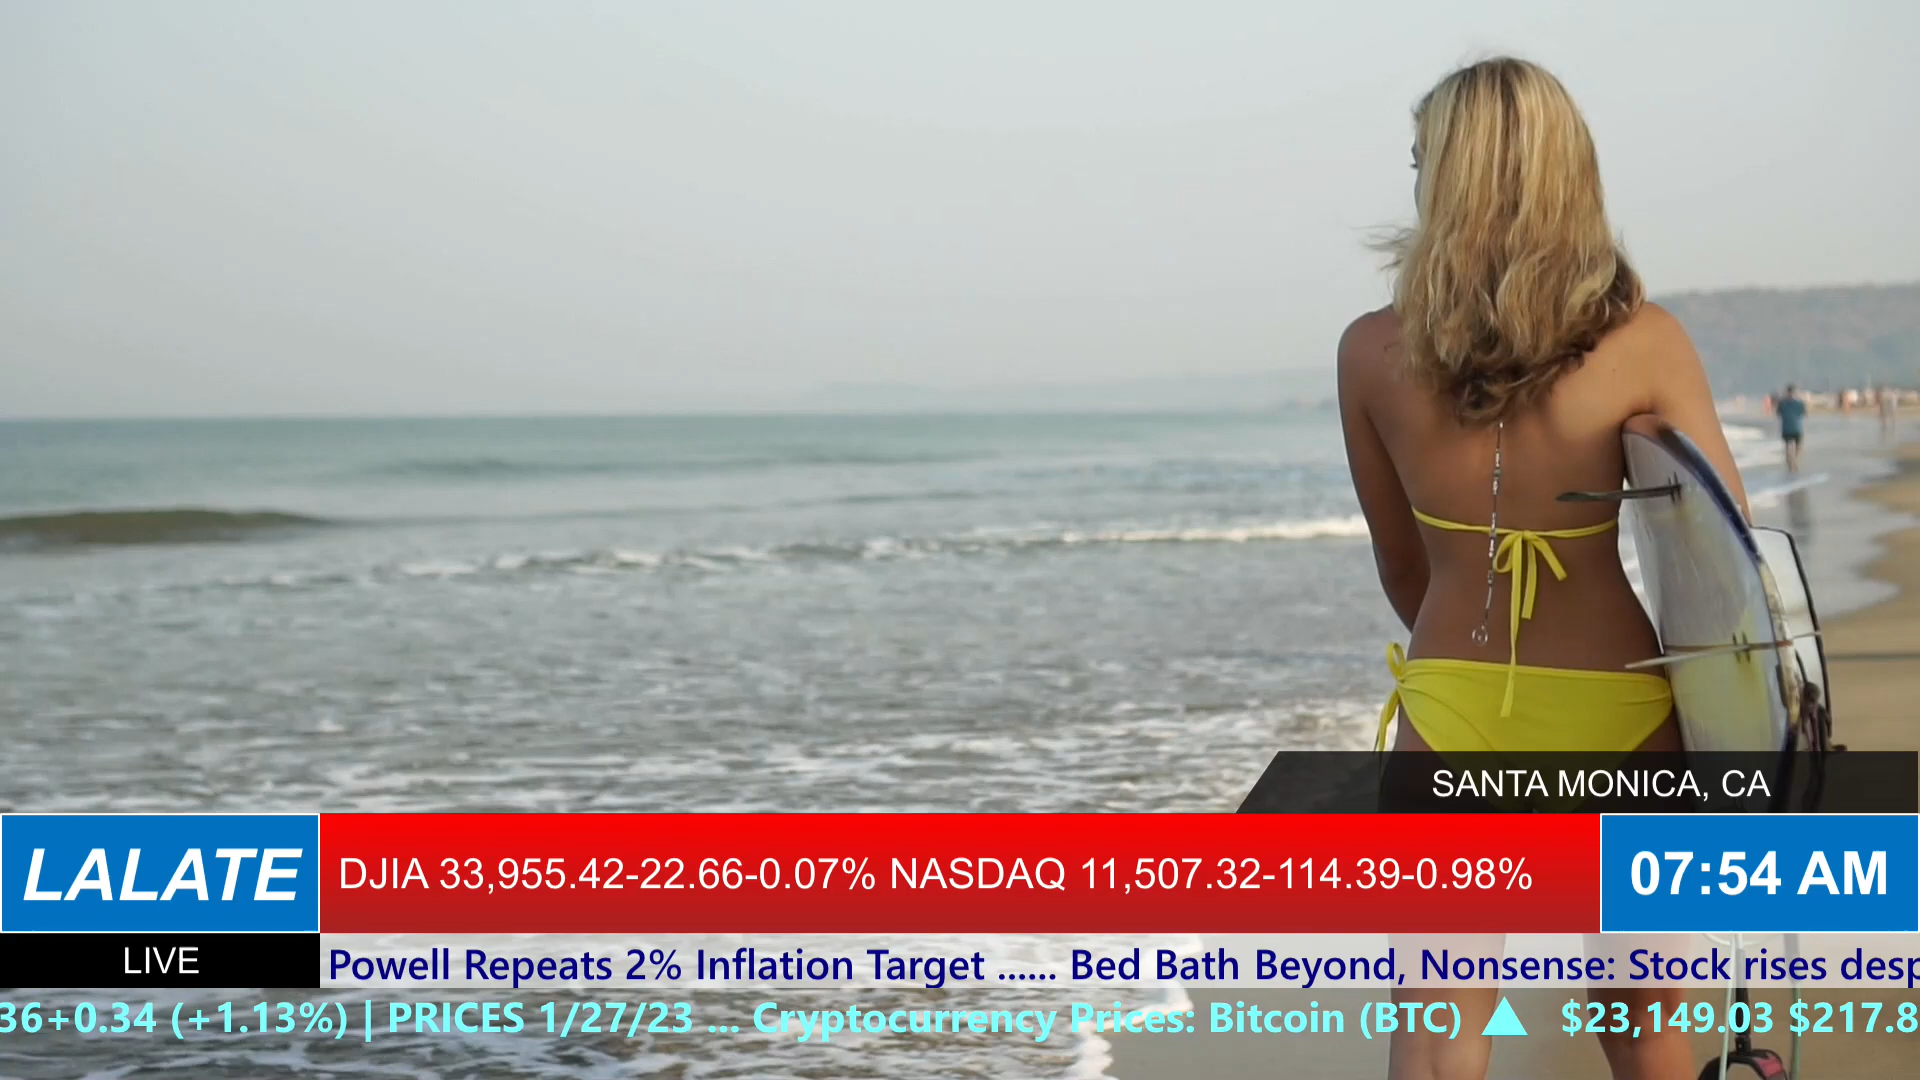 SANTA MONICA, CA
LALATE
DJIA 33,955.42-22.66-0.07% NASDAQ 11,507.32-114.39-0.98%
07:54 AM
LIVE
Powell Repeats 2% Inflation Target ...... Bed Bath Beyond, Nonsense: Stock rises desp
36+0.34 (+1.13%) | PRICES 1/27/23 ... Cryptocurrency Prices: Bitcoin (BTC) ▲ $23,149.03 $217.8